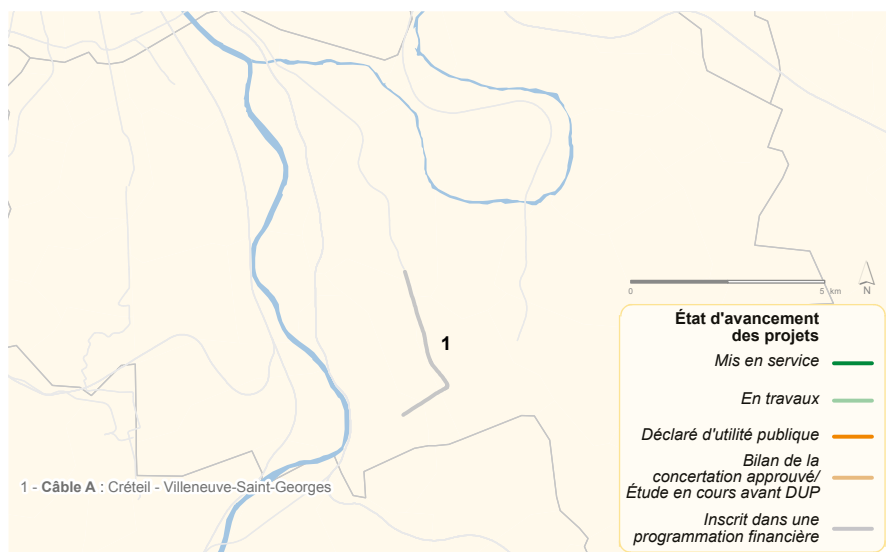 0
5 km
N
1
État d'avancement
des projets
Mis en service
En travaux
Déclaré d'utilité publique
Bilan de la
concertation approuvé/
Étude en cours avant DUP
Inscrit dans une
programmation financière
1 - Câble A : Créteil - Villeneuve-Saint-Georges